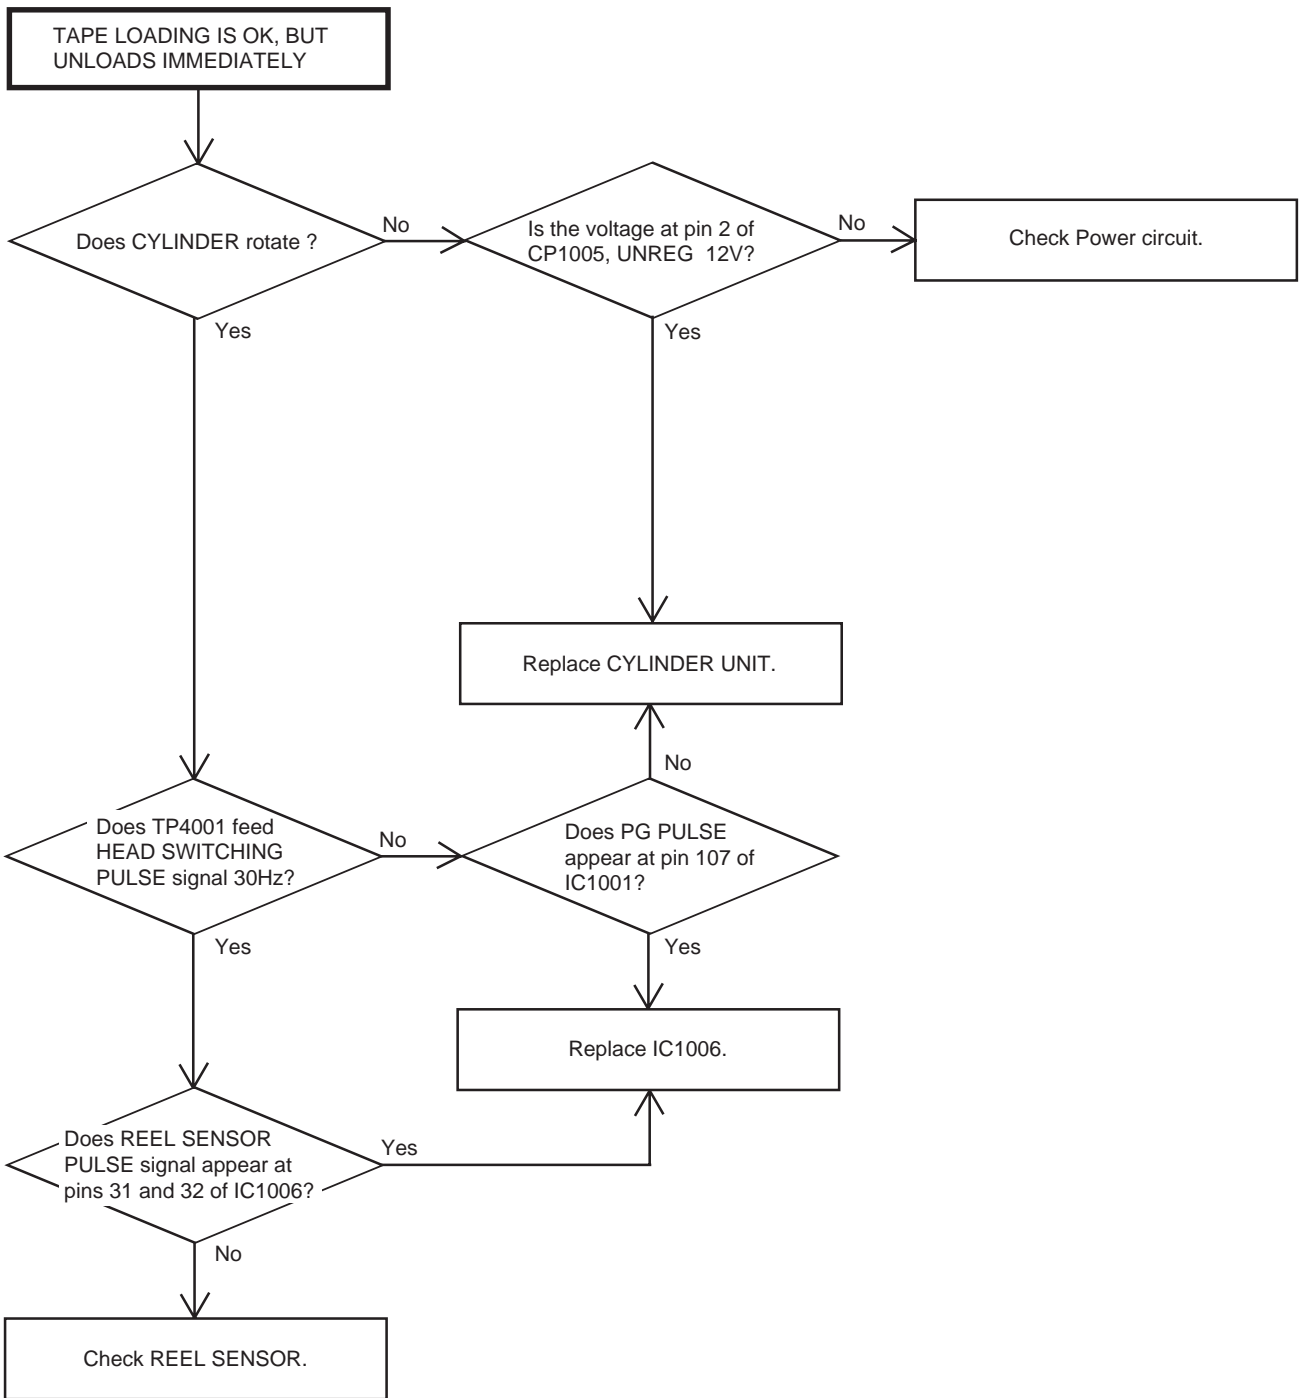 TAPE LOADING IS OK, BUT
UNLOADS IMMEDIATELY
Does CYLINDER rotate ?
No
Is the voltage at pin 2 of
CP1005, UNREG  12V?
No
Check Power circuit.
Yes
Yes
Replace CYLINDER UNIT.
No
Does TP4001 feed
HEAD SWITCHING
PULSE signal 30Hz?
No
Does PG PULSE
appear at pin 107 of
IC1001?
Yes
Yes
Replace IC1006.
Does REEL SENSOR
PULSE signal appear at
pins 31 and 32 of IC1006?
Yes
No
Check REEL SENSOR.